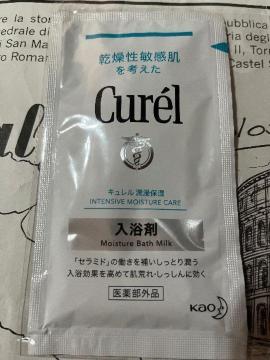 乾燥性敏感肌
を考えた
Curél
キュレル 潤浸保湿
INTENSIVE MOISTURE CARE
入浴剤
Moisture Bath Milk
「セラミド」の働きを補いしっとり潤う
入浴効果を高めて肌荒れ・しっしんに効く
医薬部外品
Kao